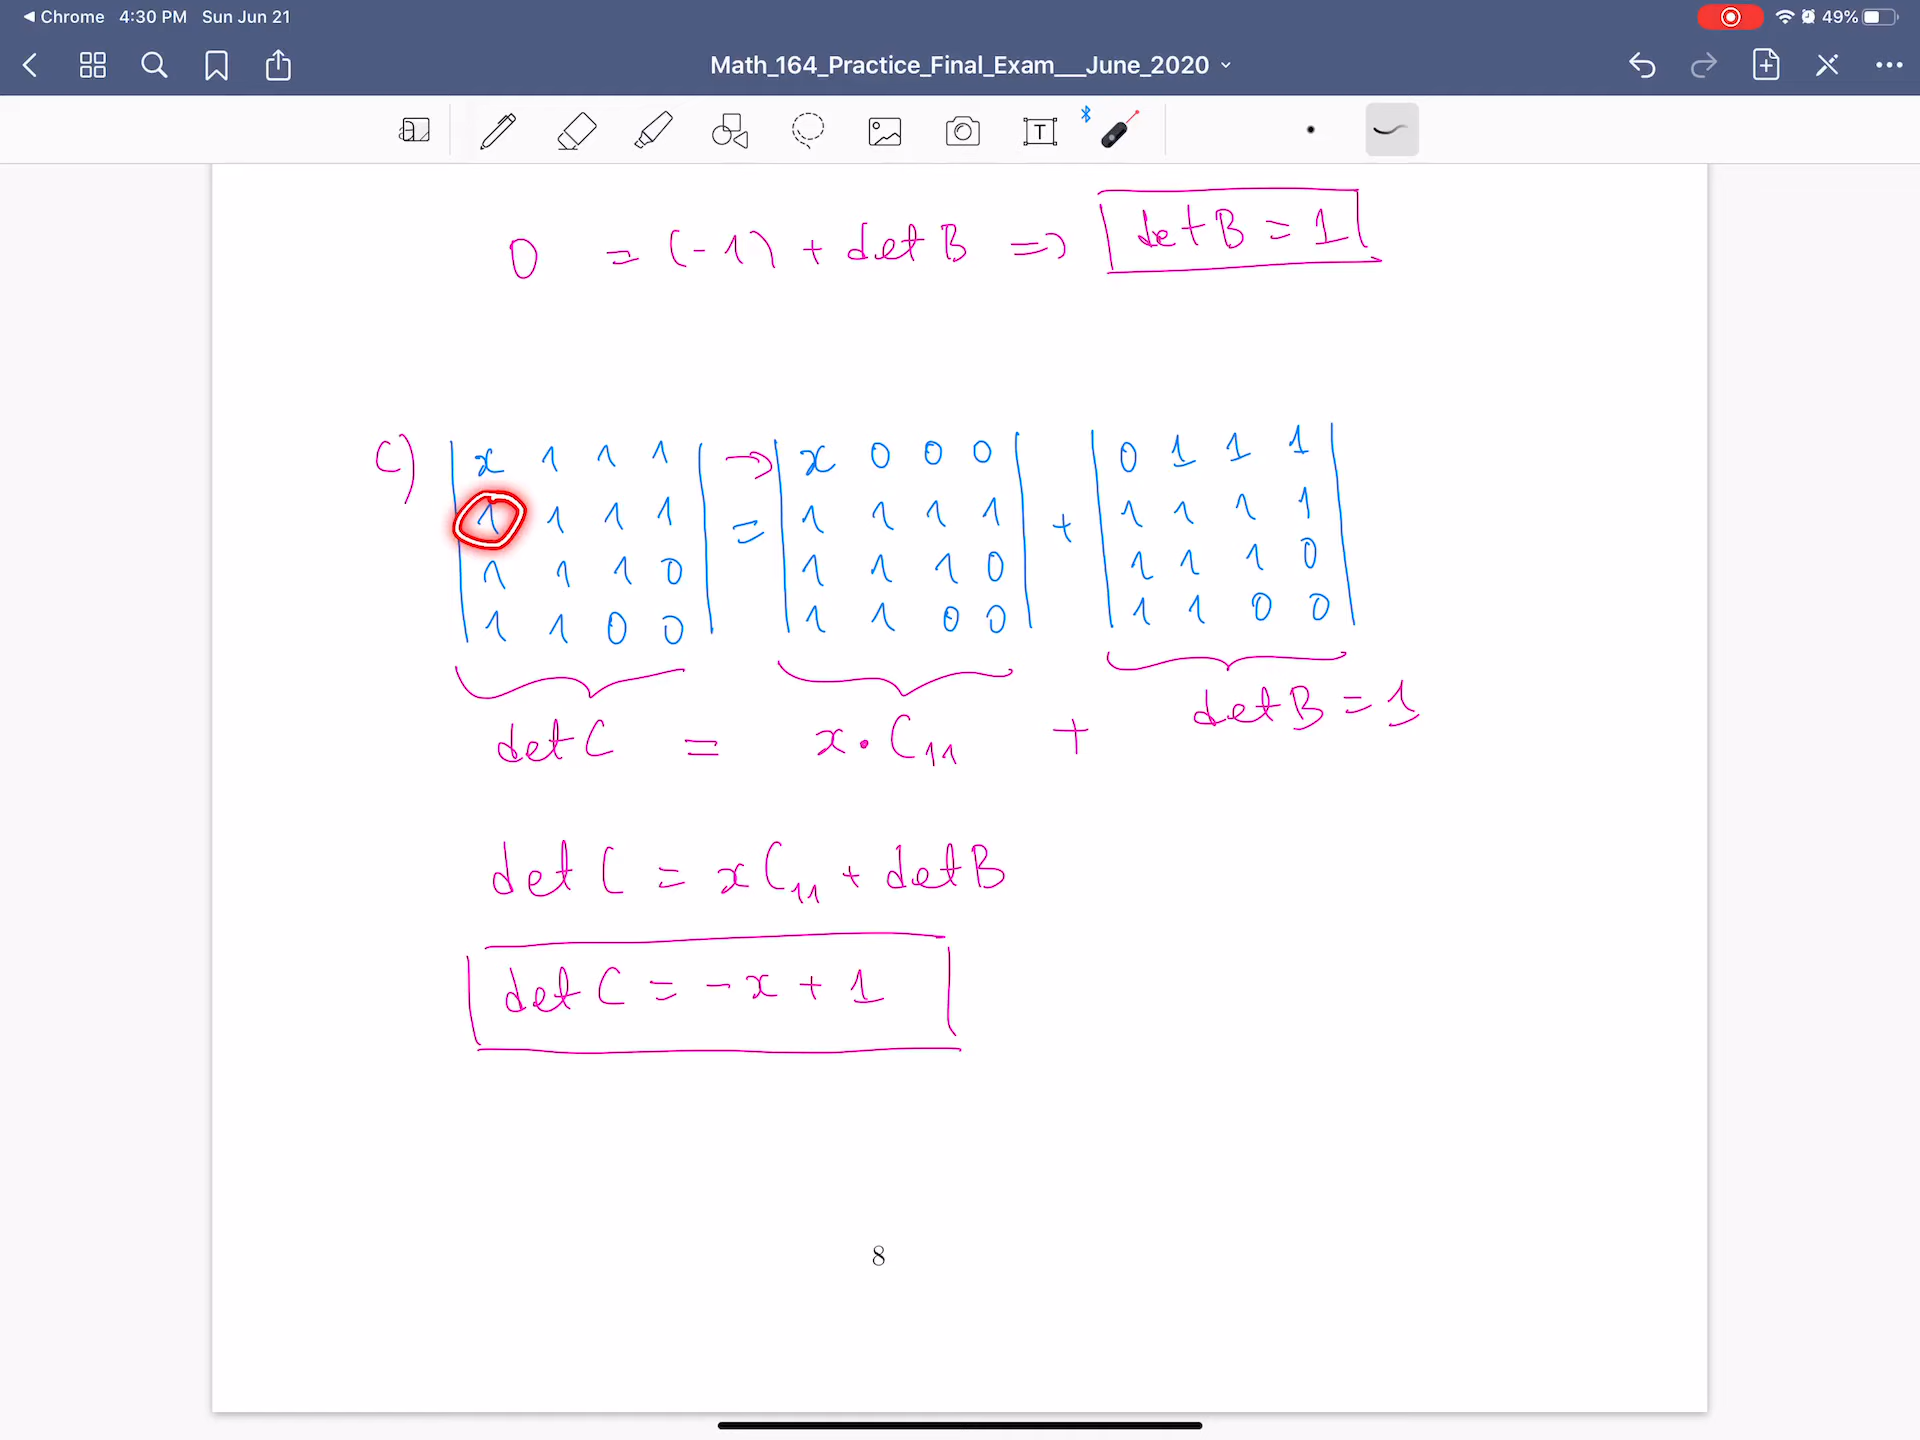 Chrome 4:30 PM Sun Jun 21 49%
Math_164_Practice_Final_Exam___June_2020
0 = (-1) + det B => det B = 1
C) | x 1 1 1 | → | x 0 0 0 | | 0 1 1 1 |
| 1 1 1 1 | = | 1 1 1 1 | + | 1 1 1 1 |
| 1 1 1 0 | | 1 1 1 0 | | 1 1 1 0 |
| 1 1 0 0 | | 1 1 0 0 | | 1 1 0 0 |
det C = x · C₁₁ + det B = 1
det C = x C₁₁ + det B
det C = - x + 1
8